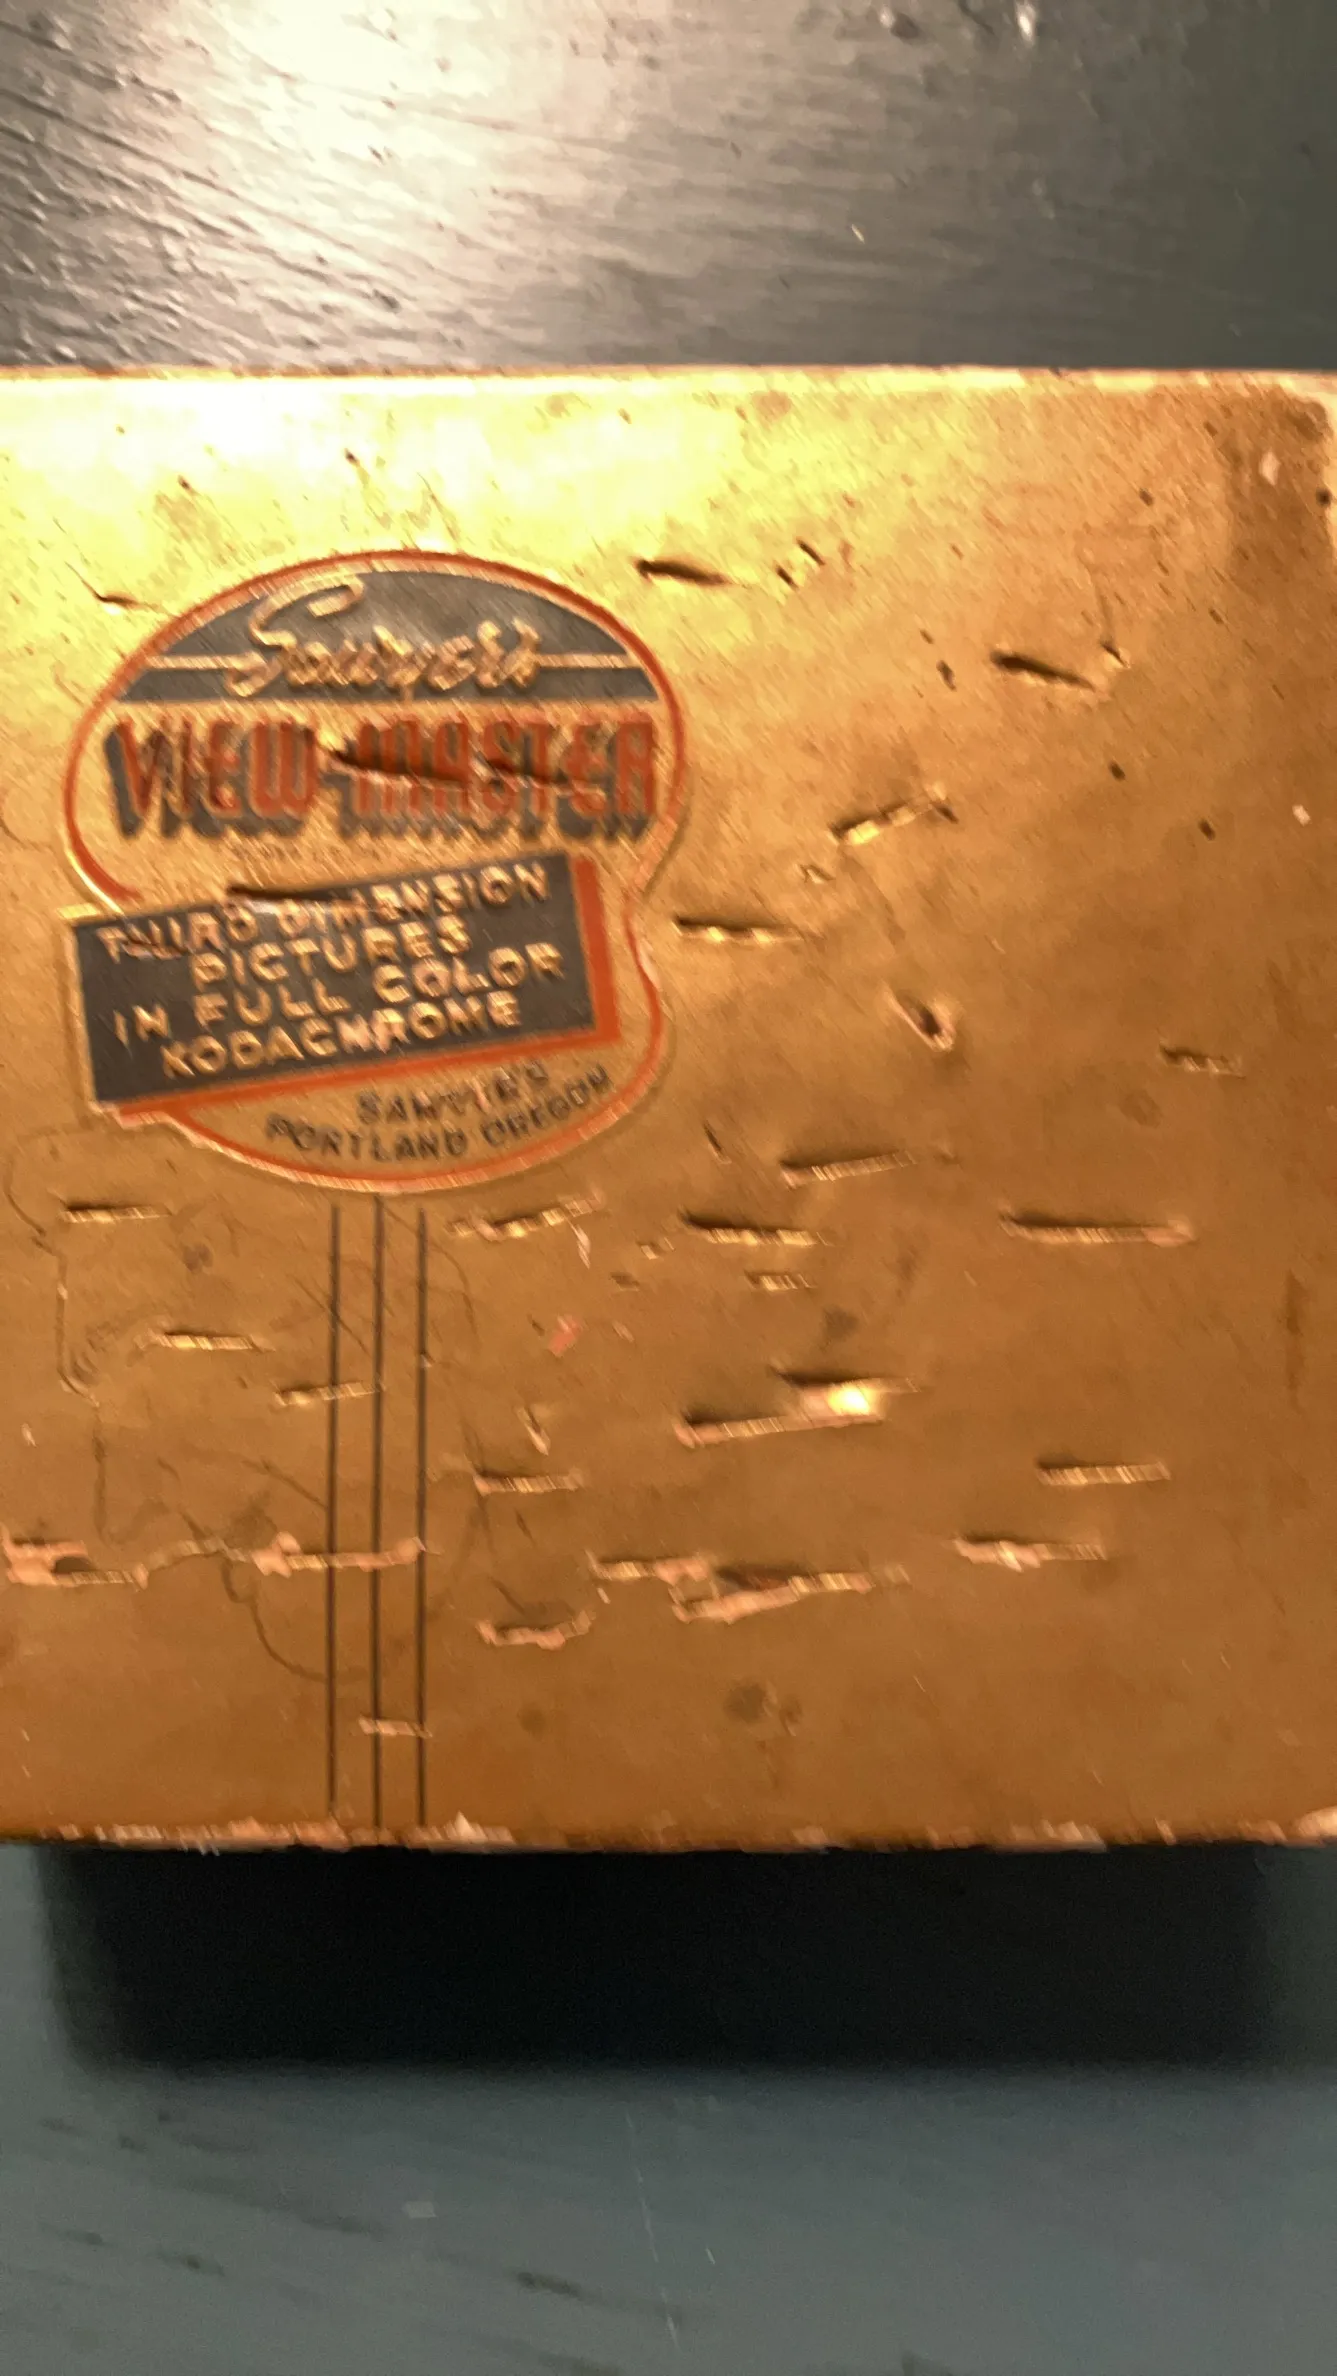 Sawyer's
VIEW-MASTER
THIRD DIMENSION
PICTURES
IN FULL COLOR
KODACHROME
SAWYER'S
PORTLAND OREGON